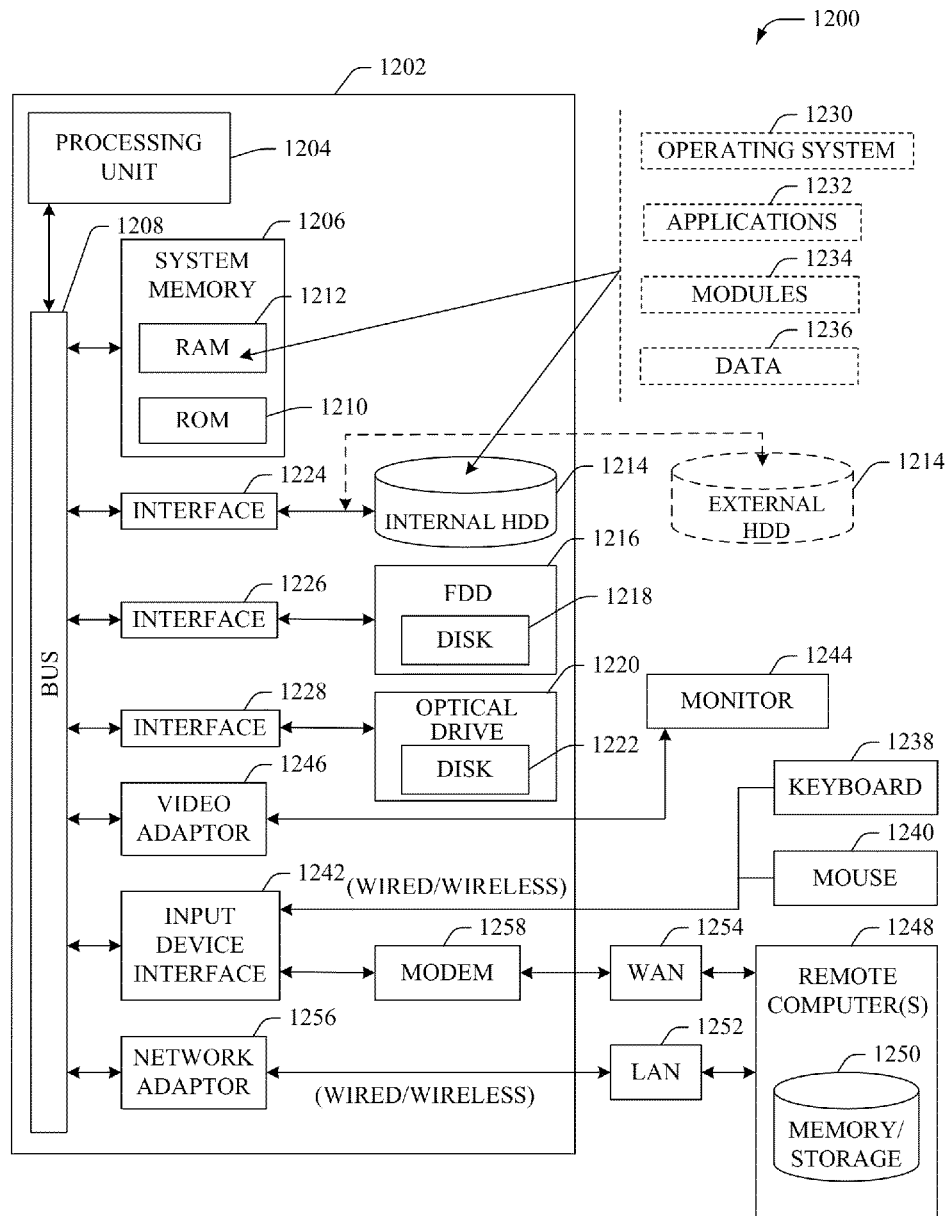 1200
1202
PROCESSING
UNIT
1204
1208
1206
SYSTEM
MEMORY
1212
RAM
1210
ROM
1230
OPERATING SYSTEM
1232
APPLICATIONS
1234
MODULES
1236
DATA
BUS
1224
INTERFACE
1214
INTERNAL HDD
1214
EXTERNAL
HDD
1226
INTERFACE
1216
FDD
1218
DISK
1228
INTERFACE
1220
OPTICAL
DRIVE
1222
DISK
1244
MONITOR
1246
VIDEO
ADAPTOR
1238
KEYBOARD
1240
MOUSE
1242
INPUT
DEVICE
INTERFACE
(WIRED/WIRELESS)
1258
MODEM
1254
WAN
1248
REMOTE
COMPUTER(S)
1256
NETWORK
ADAPTOR
(WIRED/WIRELESS)
1252
LAN
1250
MEMORY/
STORAGE